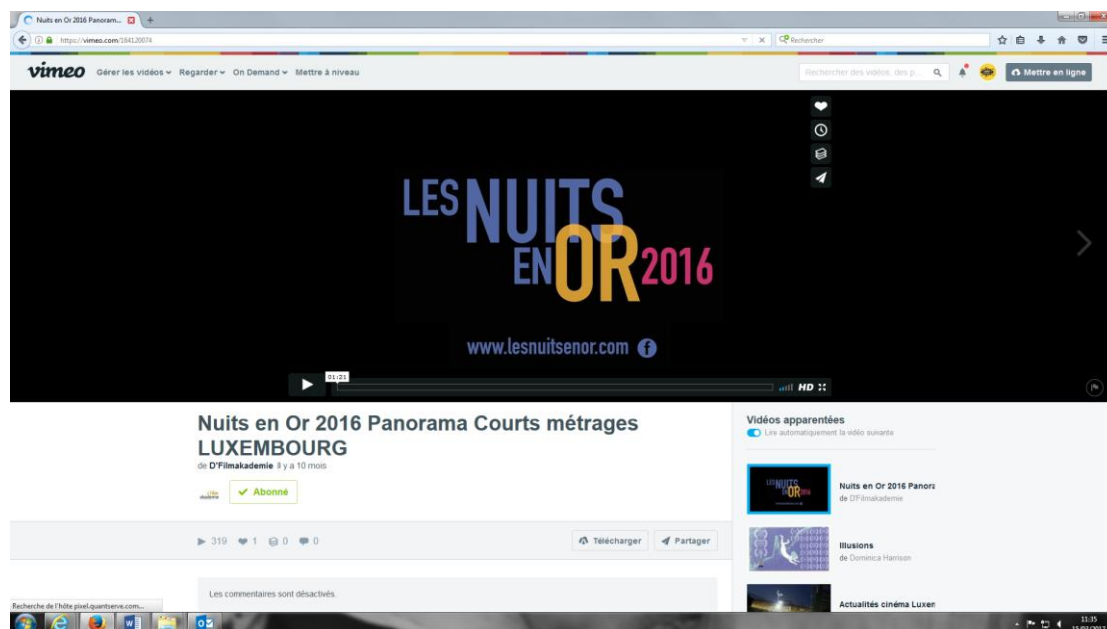 Nuits en Or 2016 Panoram...
https://vimeo.com/184120074
Rechercher
vimeo
Gérer les vidéos
Regarder
On Demand
Mettre à niveau
Rechercher des vidéos, des p...
Mettre en ligne
LES NUITS
EN OR 2016
www.lesnuitsenor.com
01:21
HD
Nuits en Or 2016 Panorama Courts métrages
LUXEMBOURG
de D'Filmakademie Il y a 10 mois
Abonné
319 1 0 0
Télécharger
Partager
Les commentaires sont désactivés.
Vidéos apparentées
Lire automatiquement la vidéo suivante
Nuits en Or 2016 Panora
de D'Filmakademie
Illusions
de Dominica Harrison
Actualités cinéma Luxen
Recherche de l'hôte pixel.quantserve.com...
11:35